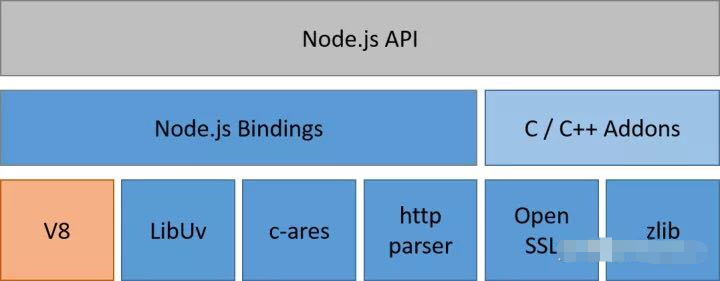 Node.js API
Node.js Bindings
C / C++ Addons
V8
LibUv
c-ares
http
parser
Open
SSL
zlib